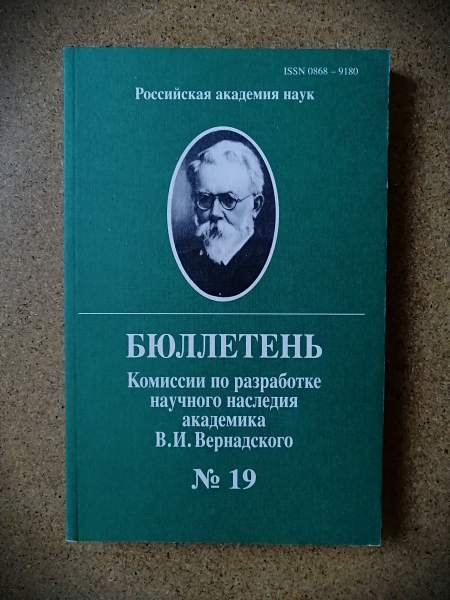 ISSN 0868 – 9180
Российская академия наук
БЮЛЛЕТЕНЬ
Комиссии по разработке
научного наследия
академика
В.И.Вернадского
№ 19